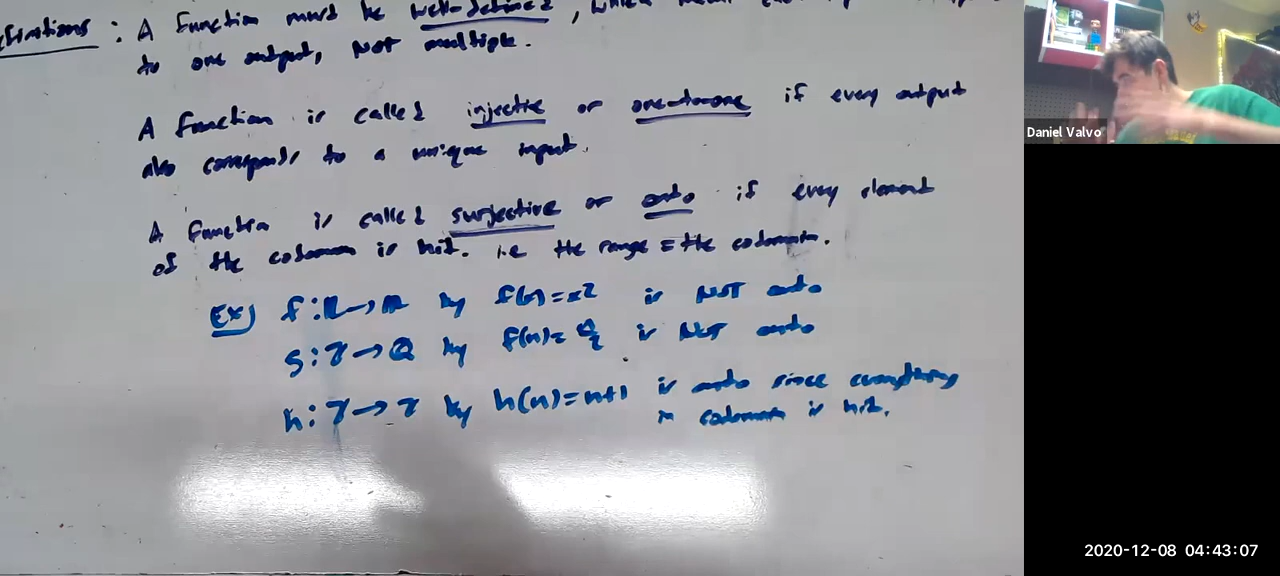 : A function must be well-defined, which
to one output, NOT multiple.
A function is called injective or one-to-one if every output
also corresponds to a unique input.
A function is called surjective or onto if every element
of the codomain is hit. i.e the range = the codomain.
Ex) f: ℝ→ℝ by f(x)=x² is NOT onto
g: ℤ→ℚ by f(n)=n/2 is NOT onto
h: ℤ→ℤ by h(n)=n+1 is onto since everything
in codomain is hit.
Daniel Valvo
2020-12-08 04:43:07